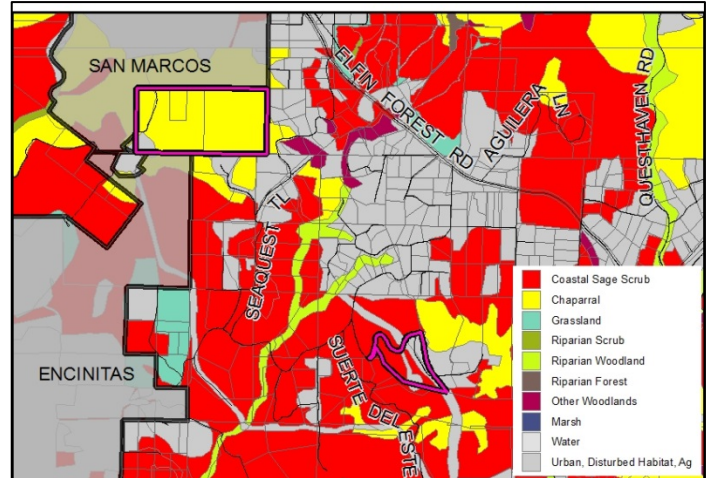 SAN MARCOS
ELFIN FOREST RD
AGUILERA LN
QUESTHAVEN RD
SEAQUEST TL
SUERTE DEL ESTE
ENCINITAS
Coastal Sage Scrub
Chaparral
Grassland
Riparian Scrub
Riparian Woodland
Riparian Forest
Other Woodlands
Marsh
Water
Urban, Disturbed Habitat, Ag